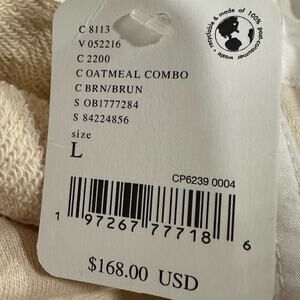 C 8113
V 052216
C 2200
C OATMEAL COMBO
C BRN/BRUN
S OB1777284
S 84224856
size
L
recyclable & made of 100% post-consumer waste
CP6239 0004
1 97267 77718 6
$168.00 USD